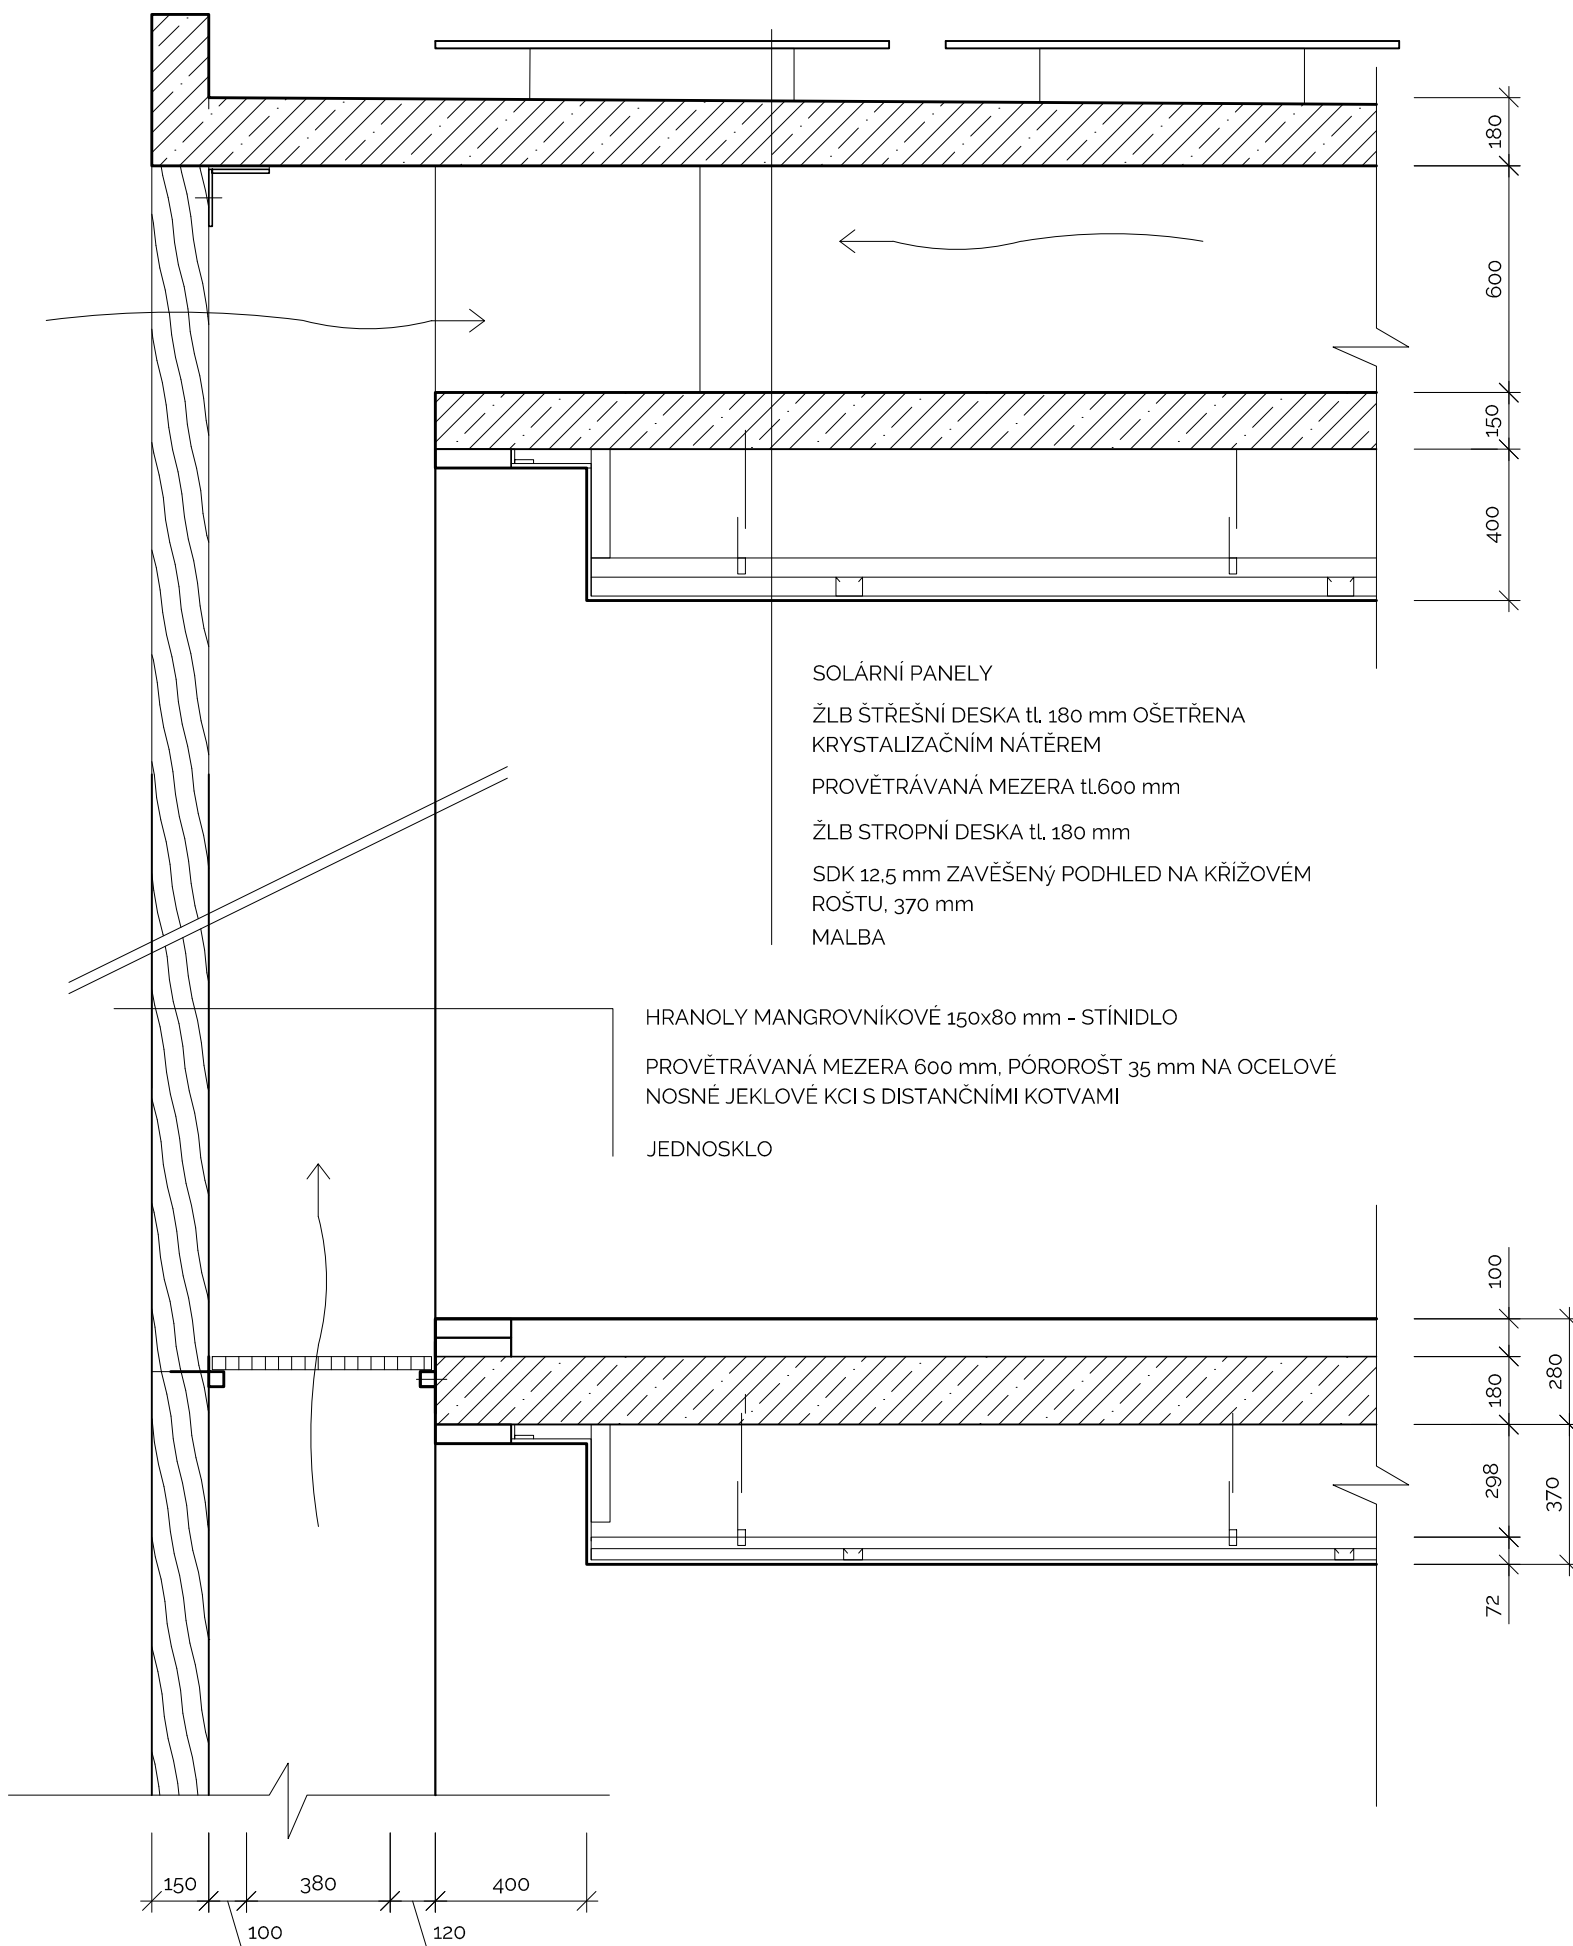 180
600
150
400
SOLÁRNÍ PANELY
ŽLB ŠTŘEŠNÍ DESKA tl. 180 mm OŠETŘENA
KRYSTALIZAČNÍM NÁTĚREM
PROVĚTRÁVANÁ MEZERA tl.600 mm
ŽLB STROPNÍ DESKA tl. 180 mm
SDK 12,5 mm ZAVĚŠENý PODHLED NA KŘÍŽOVÉM
ROŠTU, 370 mm
MALBA
HRANOLY MANGROVNÍKOVÉ 150x80 mm - STÍNIDLO
PROVĚTRÁVANÁ MEZERA 600 mm, PÓROROŠT 35 mm NA OCELOVÉ
NOSNÉ JEKLOVÉ KCI S DISTANČNÍMI KOTVAMI
JEDNOSKLO
100
280
180
298
370
72
150
380
400
100
120